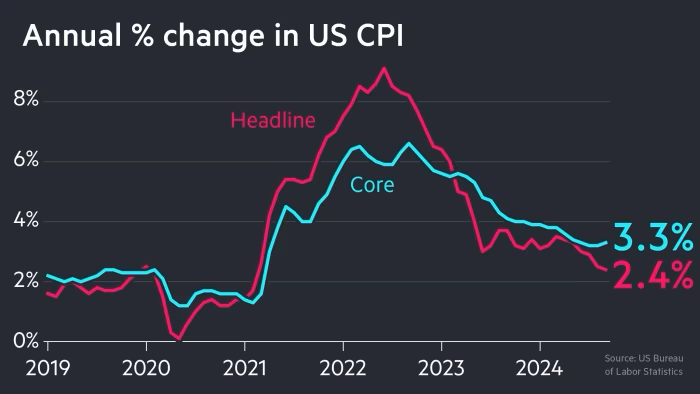 Annual % change in US CPI
8%
Headline
6%
Core
4%
3.3%
2.4%
2%
0%
2019 2020 2021 2022 2023 2024
Source: US Bureau
of Labor Statistics